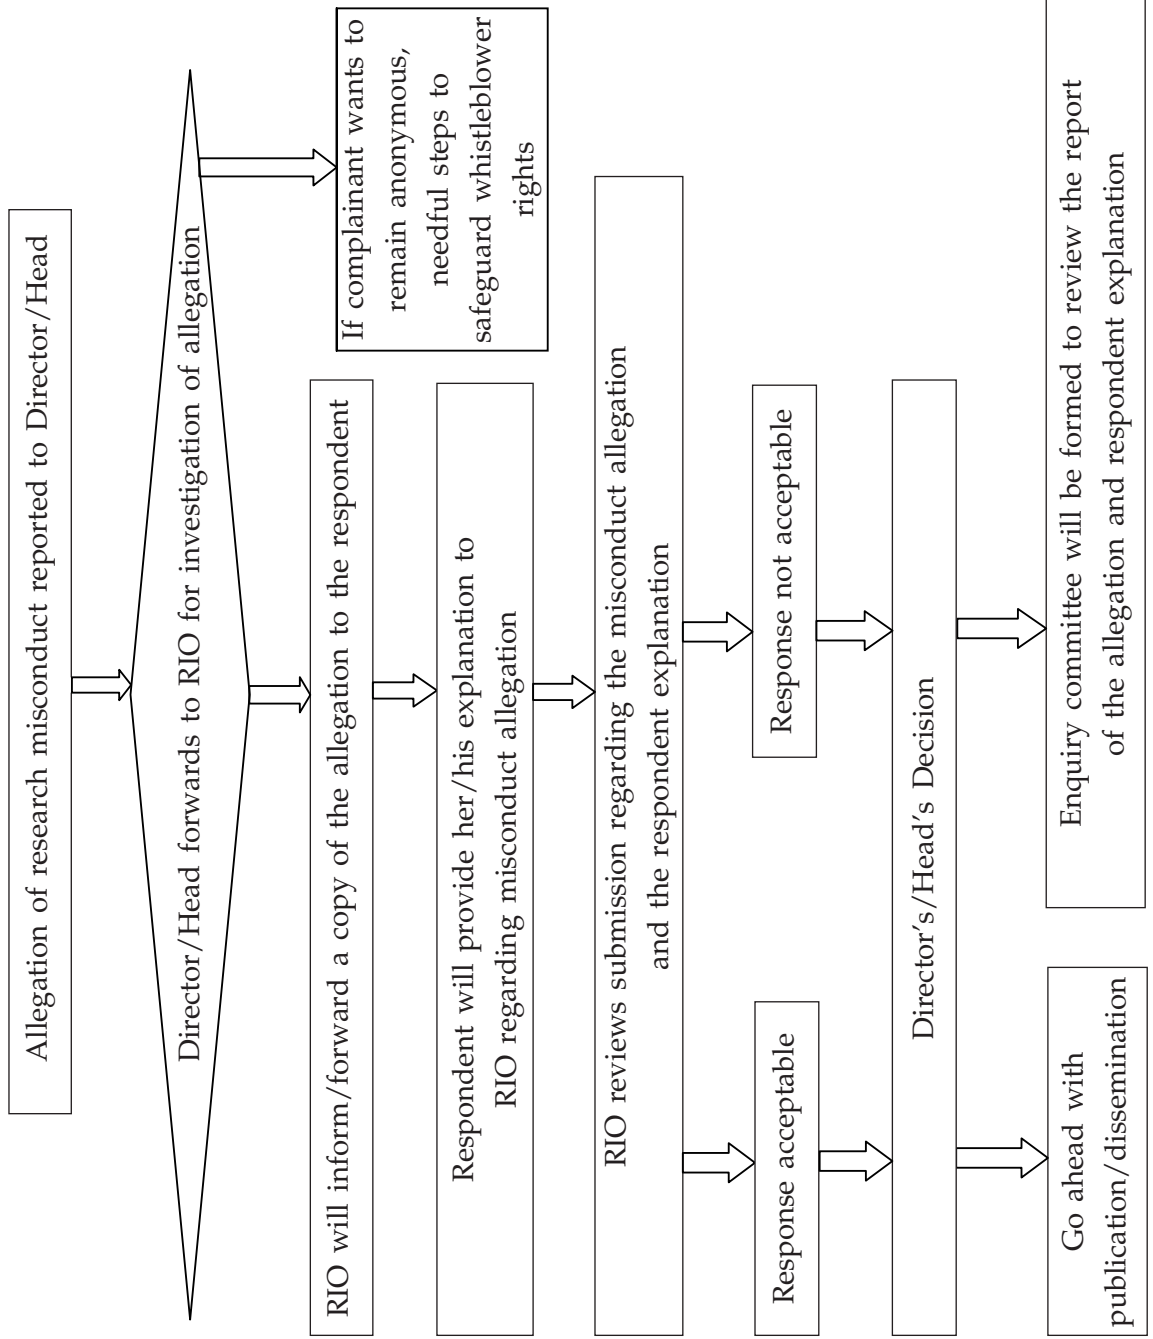 Allegation of research misconduct reported to Director/Head
Director/Head forwards to RIO for investigation of allegation
If complainant wants to
remain anonymous,
needful steps to
safeguard whistleblower
rights
RIO will inform/forward a copy of the allegation to the respondent
Respondent will provide her/his explanation to
RIO regarding misconduct allegation
RIO reviews submission regarding the misconduct allegation
and the respondent explanation
Response acceptable
Response not acceptable
Director's/Head's Decision
Go ahead with
publication/dissemination
Enquiry committee will be formed to review the report
of the allegation and respondent explanation